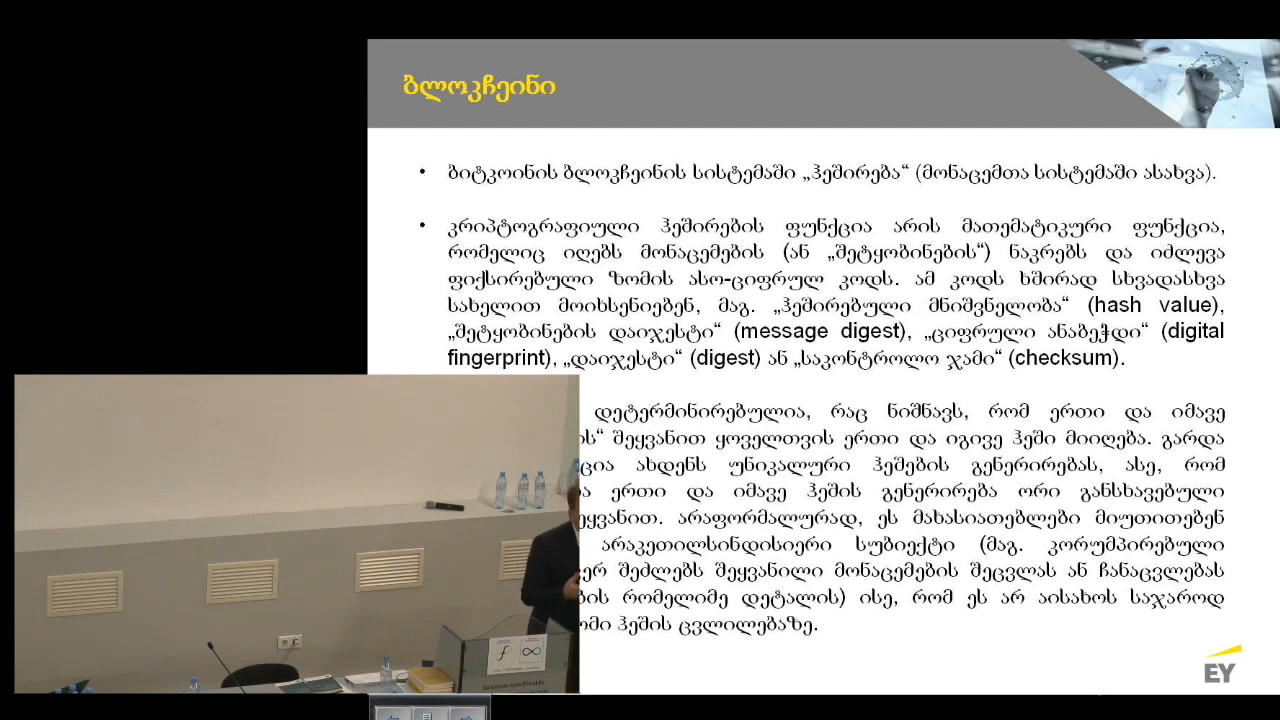 ბლოკჩეინი
• ბიტკოინის ბლოკჩეინის სისტემაში „ჰეშირება“ (მონაცემთა სისტემაში ასახვა).
• კრიპტოგრაფიული ჰეშირების ფუნქცია არის მათემატიკური ფუნქცია,
რომელიც იღებს მონაცემების (ან „შეტყობინების“) ნაკრებს და იძლევა
ფიქსირებული ზომის ასო-ციფრულ კოდს. ამ კოდს ხშირად სხვადასხვა
სახელით მოიხსენიებენ, მაგ. „ჰეშირებული მნიშვნელობა“ (hash value),
„შეტყობინების დაიჯესტი“ (message digest), „ციფრული ანაბეჭდი“ (digital
fingerprint), „დაიჯესტი“ (digest) ან „საკონტროლო ჯამი“ (checksum).
დეტერმინირებულია, რაც ნიშნავს, რომ ერთი და იმავე
შეყვანით ყოველთვის ერთი და იგივე ჰეში მიიღება. გარდა
ახდენს უნიკალური ჰეშების გენერირებას, ასე, რომ
ერთი და იმავე ჰეშის გენერირება ორი განსხვავებული
არაფორმალურად, ეს მახასიათებლები მიუთითებენ
არაკეთილსინდისიერი სუბიექტი (მაგ. კორუმპირებული
შეძლებს შეყვანილი მონაცემების შეცვლას ან ჩანაცვლებას
რომელიმე დეტალის) ისე, რომ ეს არ აისახოს საჯაროდ
ჰეშის ცვლილებაზე.
EY